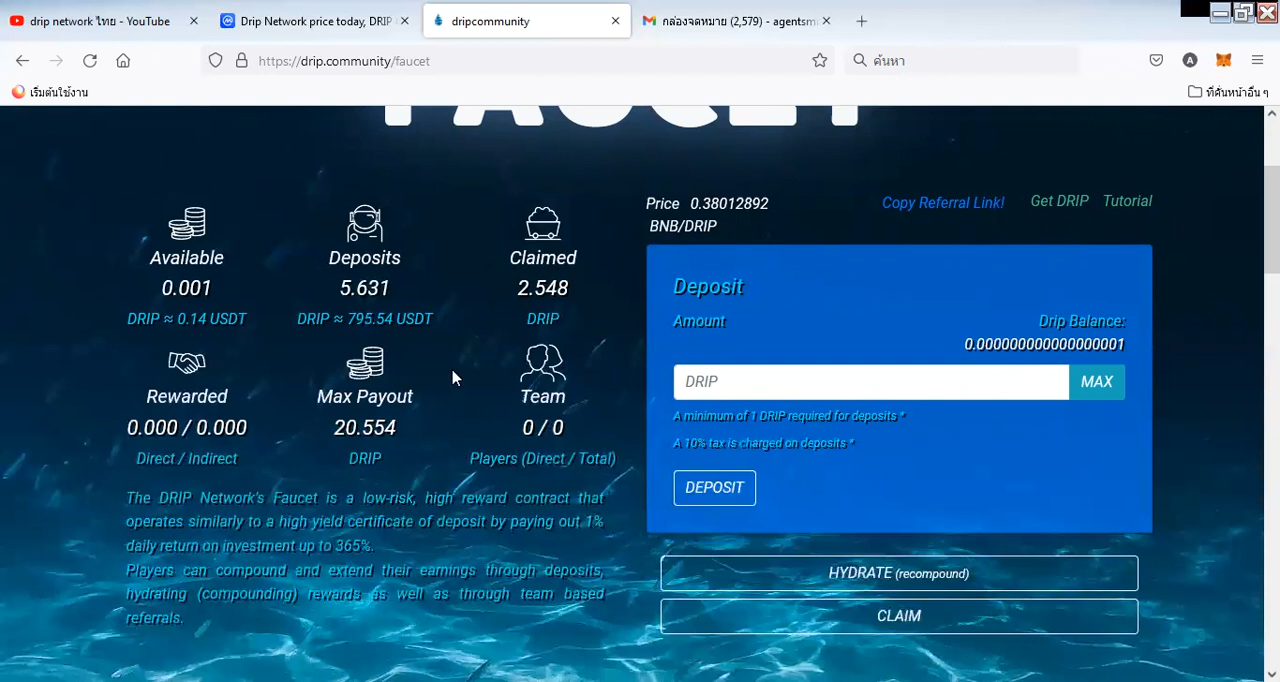 drip network ไทย - YouTube
Drip Network price today, DRIP
dripcommunity
กล่องจดหมาย (2,579) - agentsm
https://drip.community/faucet
ค้นหา
A
เริ่มต้นใช้งาน
ที่คั่นหน้าอื่น ๆ
FAUCET
Available
0.001
DRIP ≈ 0.14 USDT
Deposits
5.631
DRIP ≈ 795.54 USDT
Claimed
2.548
DRIP
Rewarded
0.000 / 0.000
Direct / Indirect
Max Payout
20.554
DRIP
Team
0 / 0
Players (Direct / Total)
The DRIP Network's Faucet is a low-risk, high reward contract that
operates similarly to a high yield certificate of deposit by paying out 1%
daily return on investment up to 365%.
Players can compound and extend their earnings through deposits,
hydrating (compounding) rewards as well as through team based
referrals.
Price 0.38012892
BNB/DRIP
Copy Referral Link!
Get DRIP
Tutorial
Deposit
Amount
Drip Balance:
0.000000000000000001
DRIP
MAX
A minimum of 1 DRIP required for deposits *
A 10% tax is charged on deposits *
DEPOSIT
HYDRATE (recompound)
CLAIM